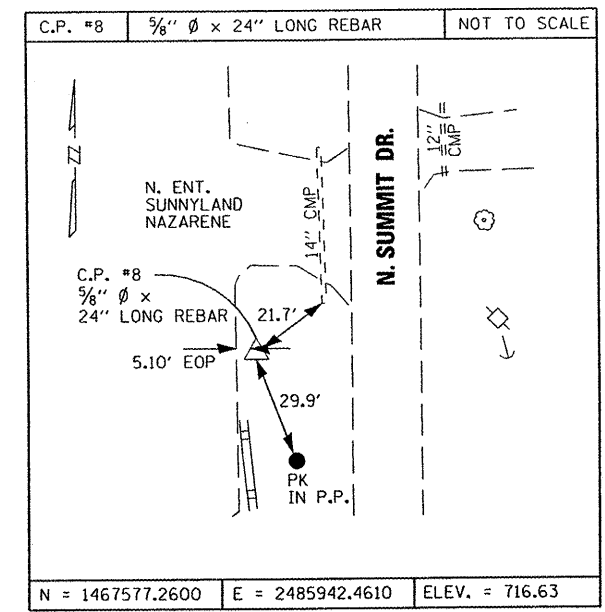 C.P. #8 ⅝" Ø × 24" LONG REBAR NOT TO SCALE
N
N. ENT.
SUNNYLAND
NAZARENE
14" CMP
N. SUMMIT DR.
12"
CMP
C.P. #8
⅝" Ø ×
24" LONG REBAR
21.7'
5.10' EOP
29.9'
PK
IN P.P.
N = 1467577.2600 E = 2485942.4610 ELEV. = 716.63